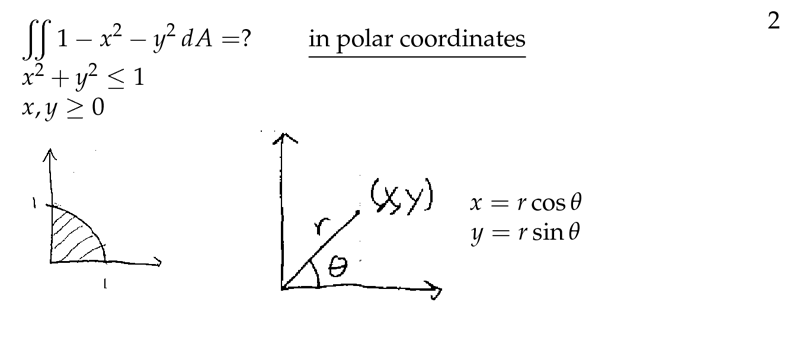 2
∬ 1 − x² − y² dA =? in polar coordinates
x² + y² ≤ 1
x, y ≥ 0
1
1
(x,y)
r
θ
x = r cos θ
y = r sin θ